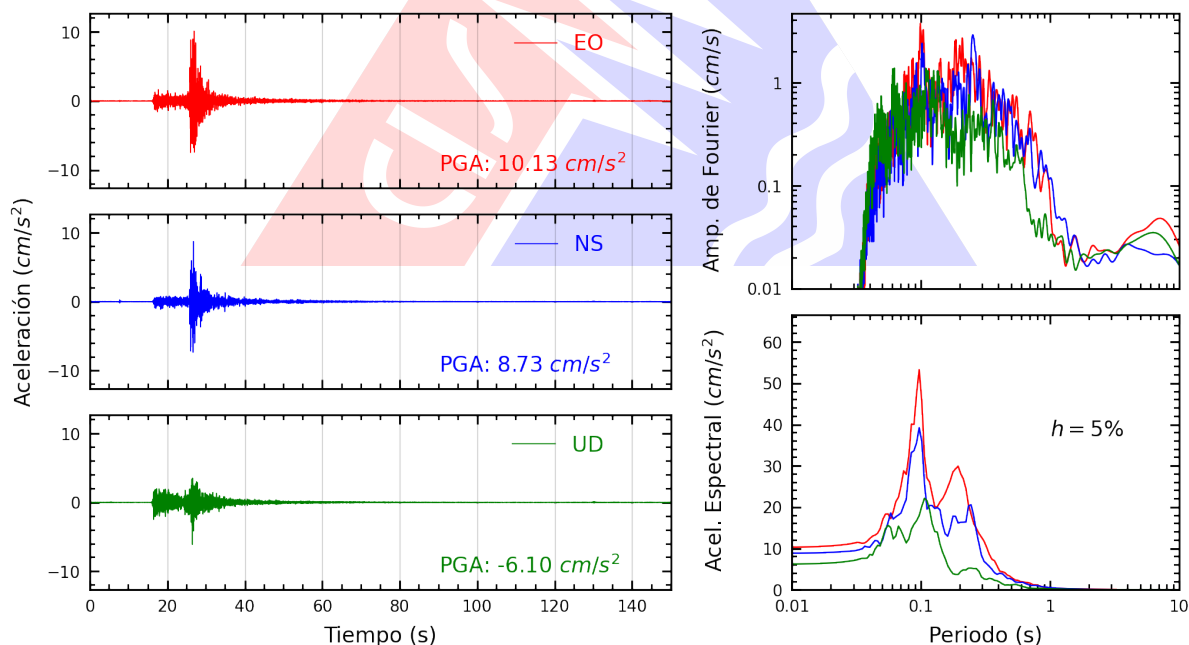 Aceleración (cm/s²)
10
0
−10
EO
PGA: 10.13 cm/s²
10
0
−10
NS
PGA: 8.73 cm/s²
10
0
−10
UD
PGA: -6.10 cm/s²
0 20 40 60 80 100 120 140
Tiempo (s)
Amp. de Fourier (cm/s)
1
0.1
0.01
Acel. Espectral (cm/s²)
60
50
40
30
20
10
0
h = 5%
0.01 0.1 1 10
Periodo (s)
CIS